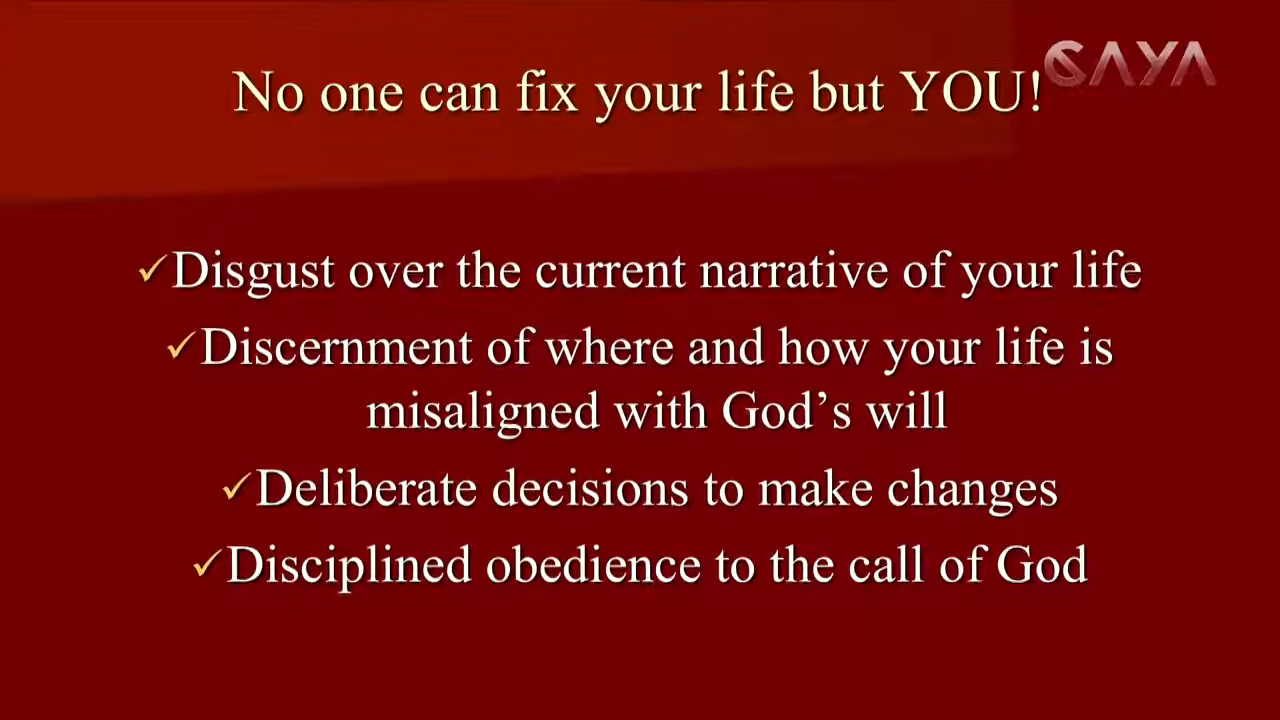 CAYA
No one can fix your life but YOU!
✓Disgust over the current narrative of your life
✓Discernment of where and how your life is
misaligned with God’s will
✓Deliberate decisions to make changes
✓Disciplined obedience to the call of God